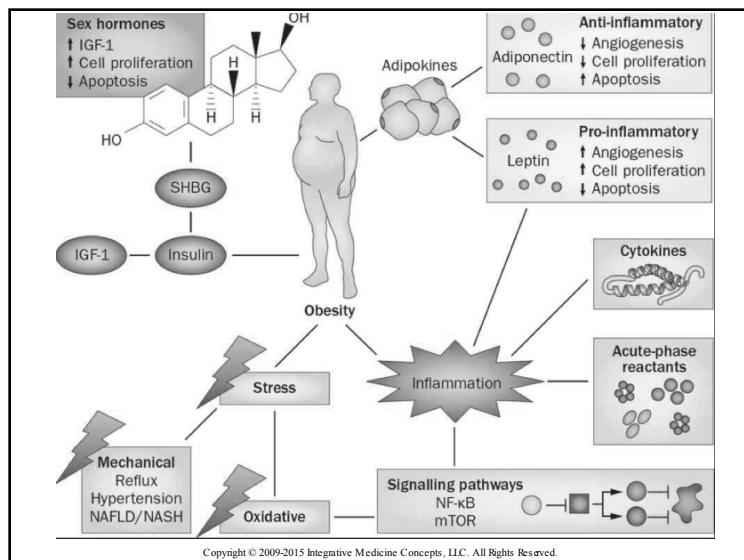 Sex hormones
↑ IGF-1
↑ Cell proliferation
↓ Apoptosis
OH
H
H
H
HO
SHBG
IGF-1
Insulin
Obesity
Adipokines
Anti-inflammatory
Adiponectin
↓ Angiogenesis
↓ Cell proliferation
↑ Apoptosis
Pro-inflammatory
Leptin
↑ Angiogenesis
↑ Cell proliferation
↓ Apoptosis
Cytokines
Inflammation
Acute-phase
reactants
Stress
Mechanical
Reflux
Hypertension
NAFLD/NASH
Oxidative
Signalling pathways
NF-κB
mTOR
Copyright © 2009-2015 Integrative Medicine Concepts, LLC. All Rights Reserved.